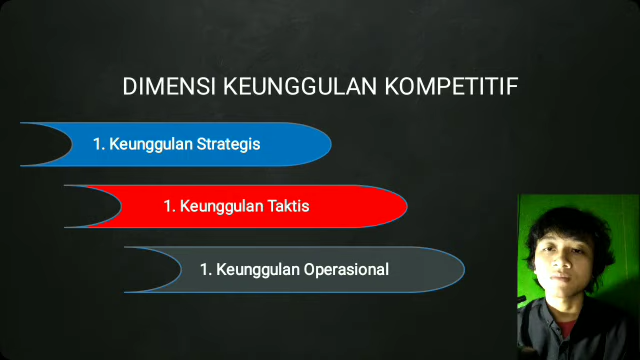 DIMENSI KEUNGGULAN KOMPETITIF
1. Keunggulan Strategis
1. Keunggulan Taktis
1. Keunggulan Operasional